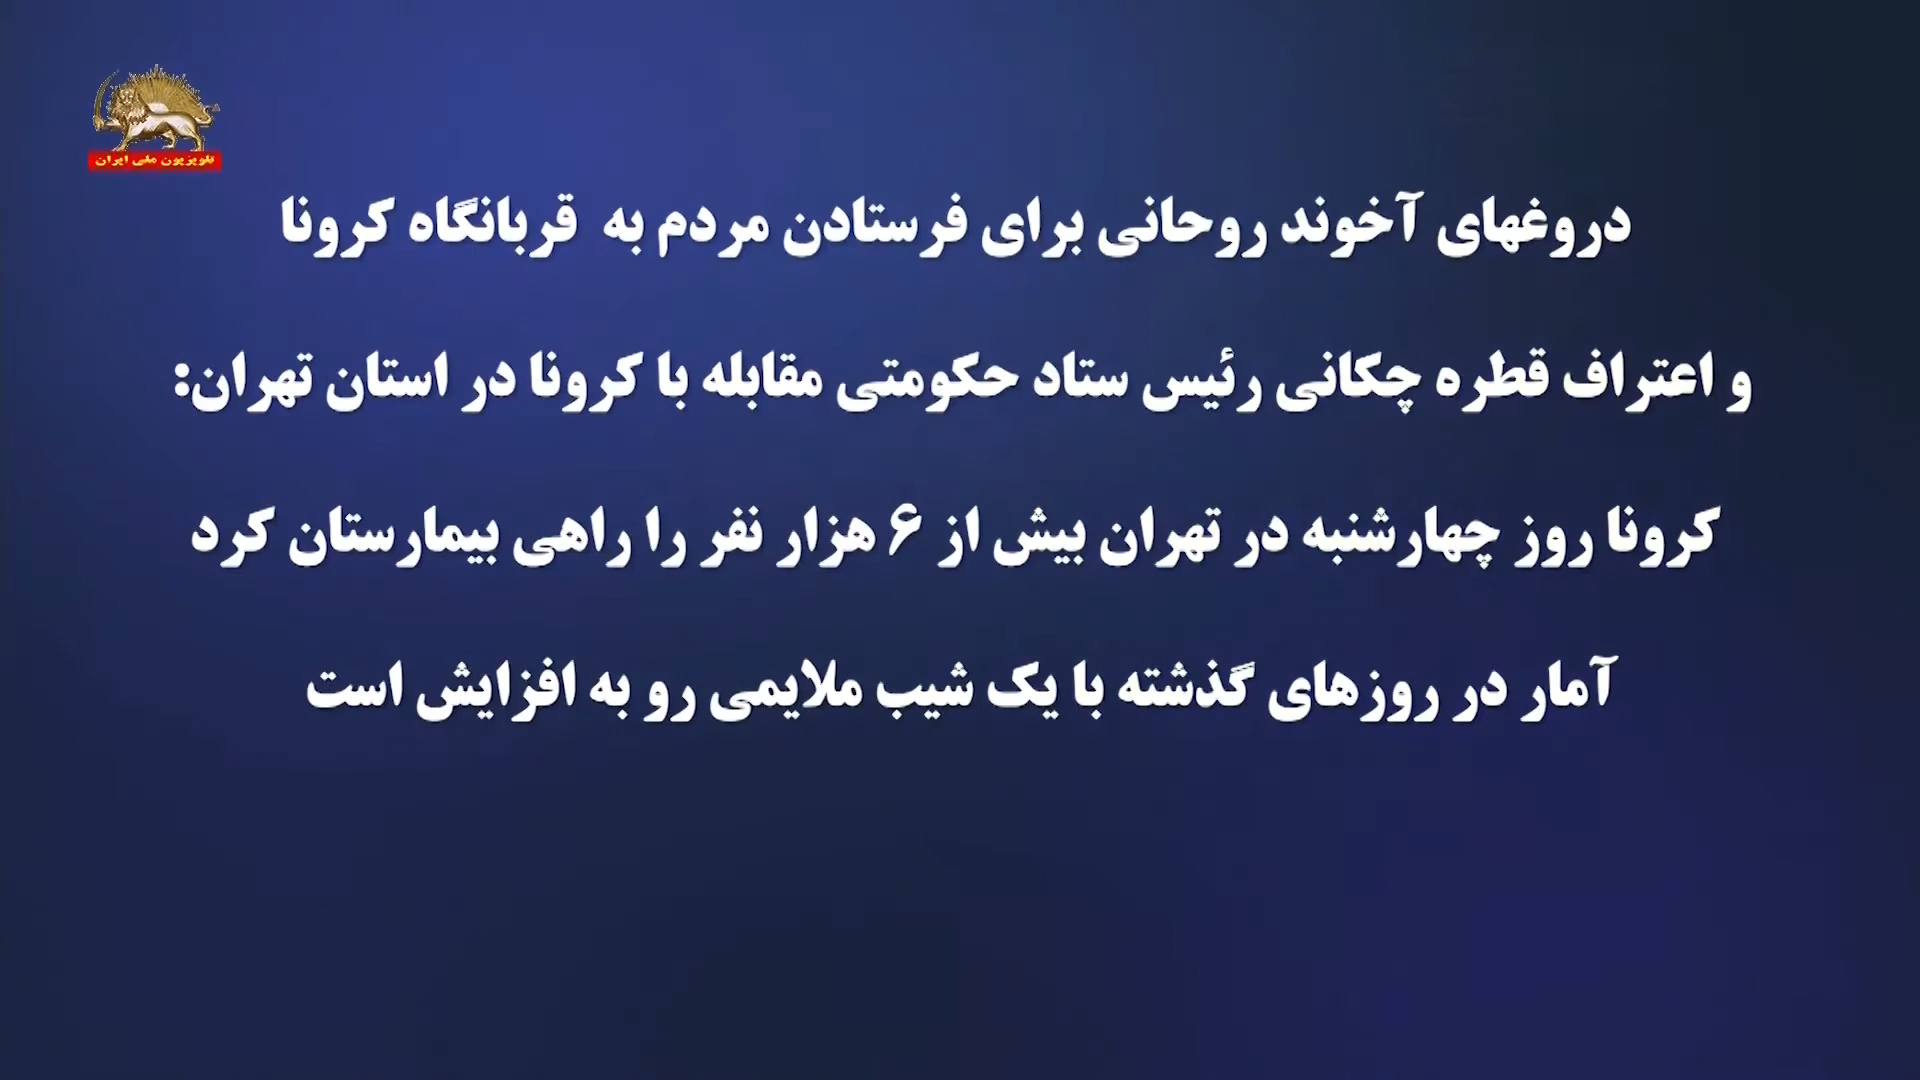 تلویزیون ملی ایران
دروغهای آخوند روحانی برای فرستادن مردم به قربانگاه کرونا
و اعتراف قطره چکانی رئیس ستاد حکومتی مقابله با کرونا در استان تهران:
کرونا روز چهارشنبه در تهران بیش از ۶ هزار نفر را راهی بیمارستان کرد
آمار در روزهای گذشته با یک شیب ملایمی رو به افزایش است